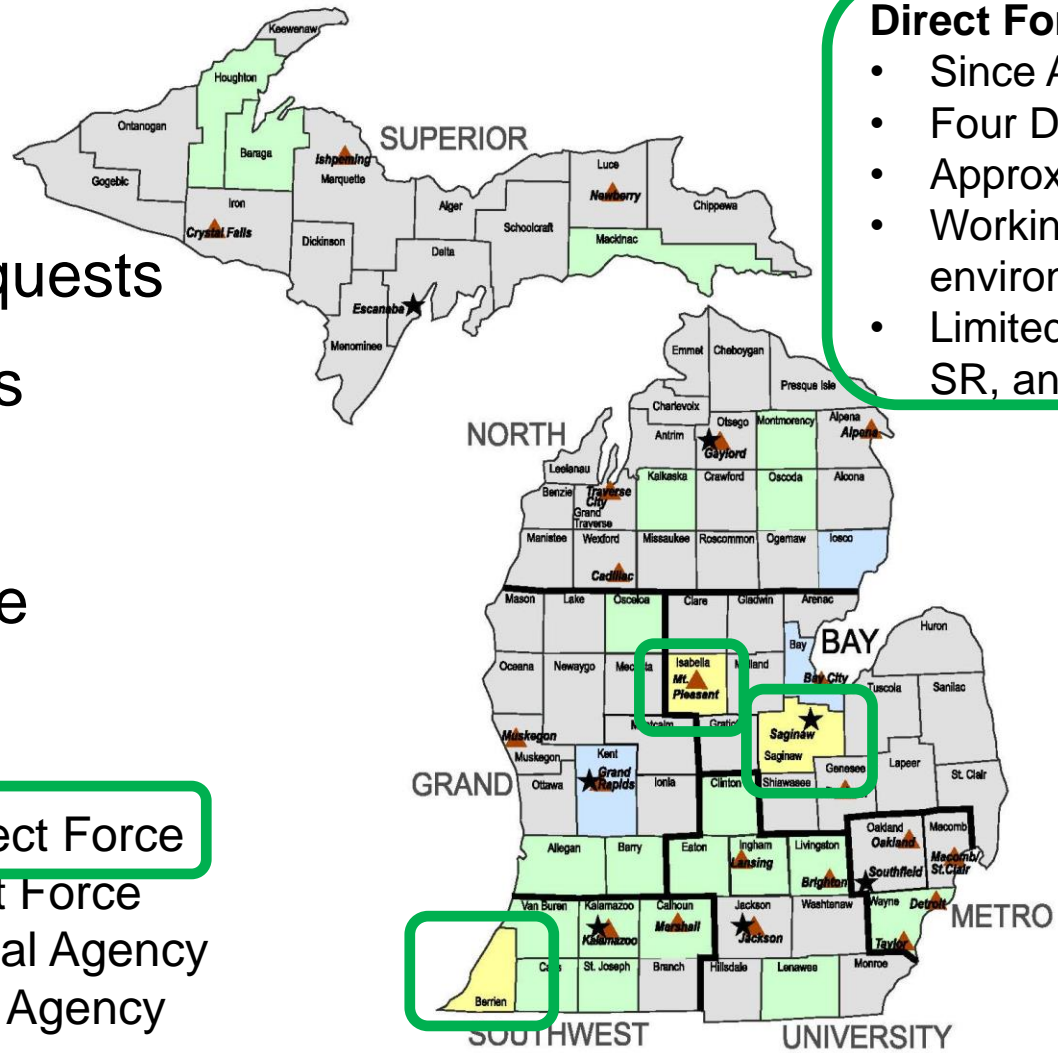 Direct For
• Since A
• Four D
• Approx
• Workin
environ
• Limited
SR, an
quests
s
e
ect Force
t Force
al Agency
Agency
SUPERIOR
Keewenaw
Houghton
Ontanogan
Baraga
Gogebic
Iron
Crystal Falls
Ishpeming
Marquette
Dickinson
Alger
Delta
Schoolcraft
Luce
Newberry
Chippewa
Mackinac
Escanaba
Menominee
NORTH
Emmet
Cheboygan
Presque Isle
Charlevoix
Antrim
Otsego
Gaylord
Montmorency
Alpena
Alpena
Leelanau
Benzie
Traverse
City
Grand
Traverse
Kalkaska
Crawford
Oscoda
Alcona
Manistee
Wexford
Missaukee
Roscommon
Ogemaw
Iosco
Cadillac
Mason
Lake
Osceola
Clare
Gladwin
Arenac
BAY
Huron
Oceana
Newaygo
Mecosta
Isabella
Mt.
Pleasant
Midland
Bay
Bay City
Tuscola
Sanilac
Muskegon
Muskegon
Montcalm
Gratiot
Saginaw
Saginaw
GRAND
Kent
Grand
Rapids
Ottawa
Ionia
Clinton
Shiawassee
Genesee
Lapeer
St. Clair
Allegan
Barry
Eaton
Ingham
Lansing
Livingston
Brighton
Oakland
Oakland
Southfield
Macomb
Macomb/
St.Clair
METRO
Van Buren
Kalamazoo
Kalamazoo
Calhoun
Marshall
Jackson
Jackson
Washtenaw
Wayne
Detroit
Taylor
Berrien
Cass
St. Joseph
Branch
Hillsdale
Lenawee
Monroe
SOUTHWEST
UNIVERSITY